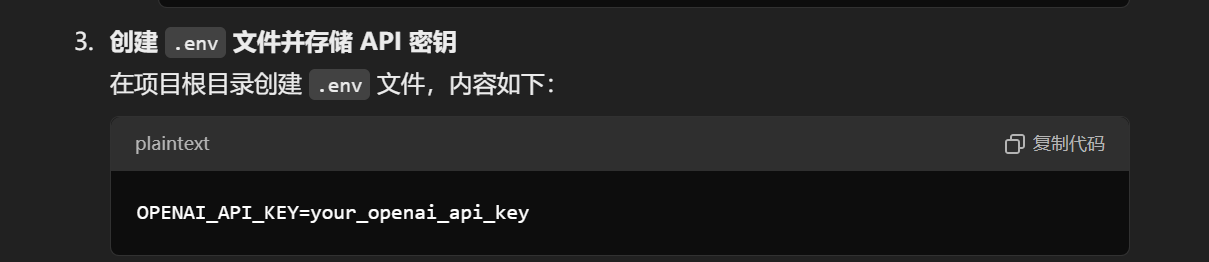 3. 创建 .env 文件并存储 API 密钥
在项目根目录创建 .env 文件，内容如下：
plaintext 复制代码
OPENAI_API_KEY=your_openai_api_key